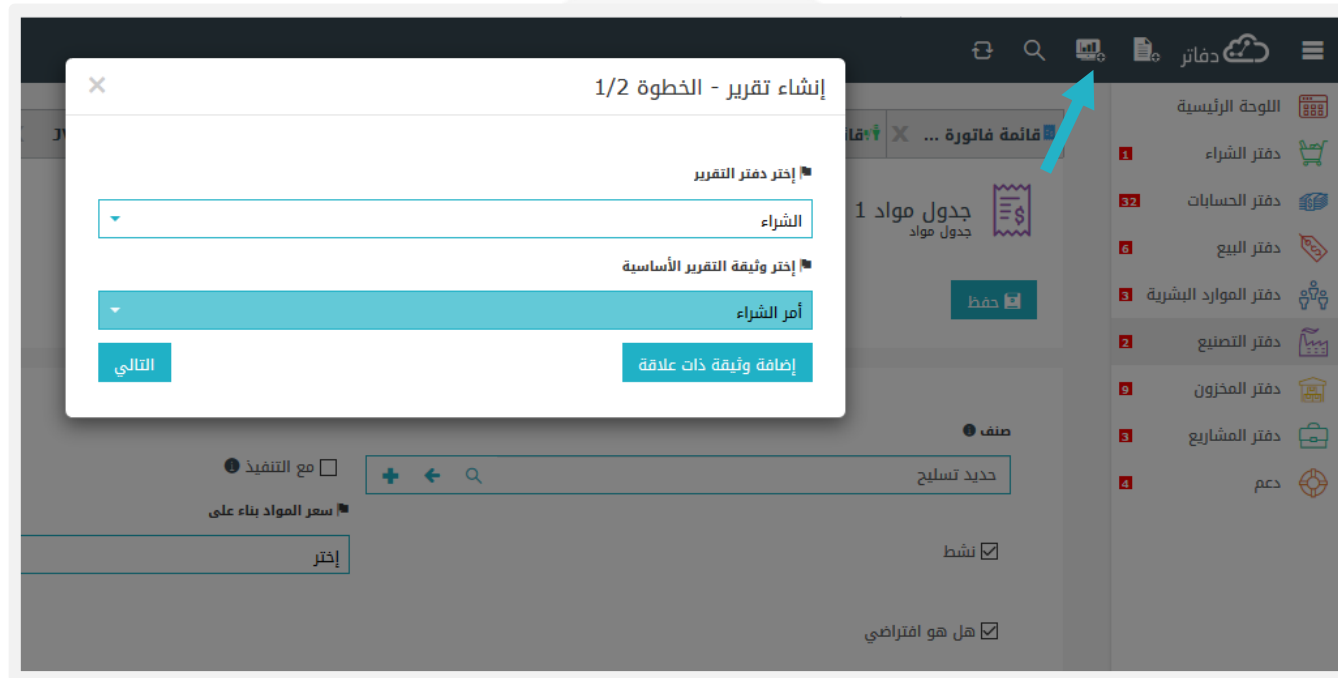 دفاتر
إنشاء تقرير - الخطوة 1/2
إختر دفتر التقرير
الشراء
إختر وثيقة التقرير الأساسية
أمر الشراء
إضافة وثيقة ذات علاقة
التالي
اللوحة الرئيسية
دفتر الشراء 1
دفتر الحسابات 32
دفتر البيع 6
دفتر الموارد البشرية 3
دفتر التصنيع 2
دفتر المخزون 9
دفتر المشاريع 3
دعم 4
قائمة فاتورة ...
جدول مواد 1
جدول مواد
حفظ
صنف
حديد تسليح
مع التنفيذ
سعر المواد بناء على
إختر
نشط
هل هو افتراضي